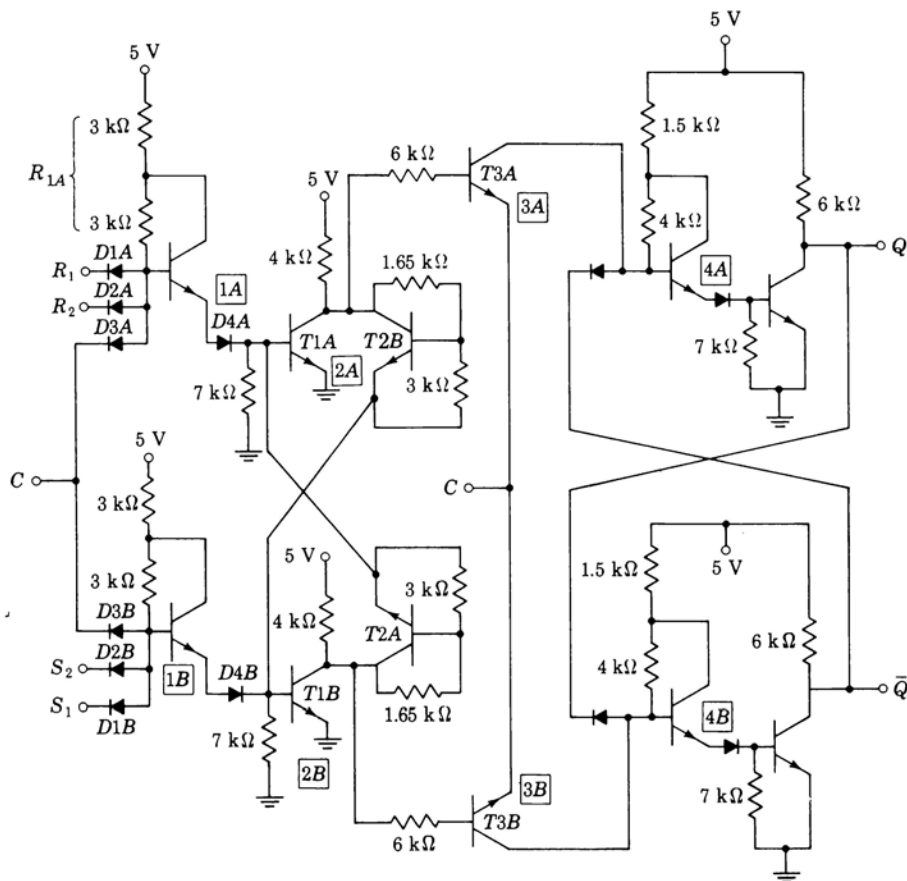 5 V
5 V
3 kΩ
R1A
3 kΩ
D1A
R1
D2A
R2
D3A
1A
D4A
7 kΩ
5 V
4 kΩ
6 kΩ
T1A
2A
1.65 kΩ
T2B
3 kΩ
T3A
3A
1.5 kΩ
4 kΩ
6 kΩ
4A
7 kΩ
Q
C
C
5 V
3 kΩ
3 kΩ
D3B
D2B
S2
S1
D1B
1B
D4B
7 kΩ
5 V
4 kΩ
T1B
2B
T2A
3 kΩ
1.65 kΩ
6 kΩ
3B
T3B
1.5 kΩ
5 V
4 kΩ
6 kΩ
4B
7 kΩ
Q̄